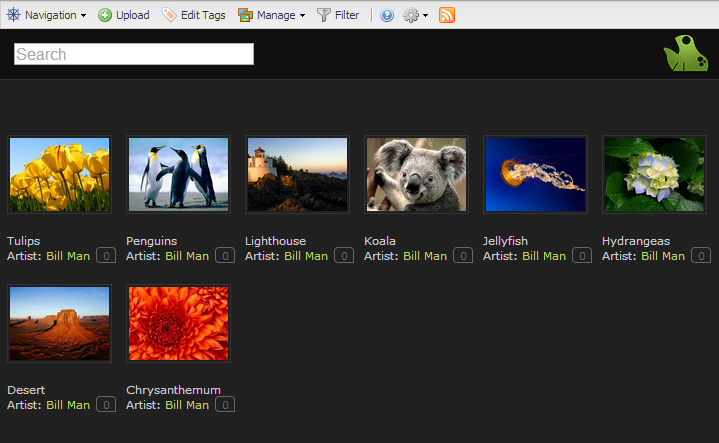 Navigation Upload Edit Tags Manage Filter
Search
Tulips Penguins Lighthouse Koala Jellyfish Hydrangeas
Artist: Bill Man 0 Artist: Bill Man 0 Artist: Bill Man 0 Artist: Bill Man 0 Artist: Bill Man 0 Artist: Bill Man 0
Desert Chrysanthemum
Artist: Bill Man 0 Artist: Bill Man 0